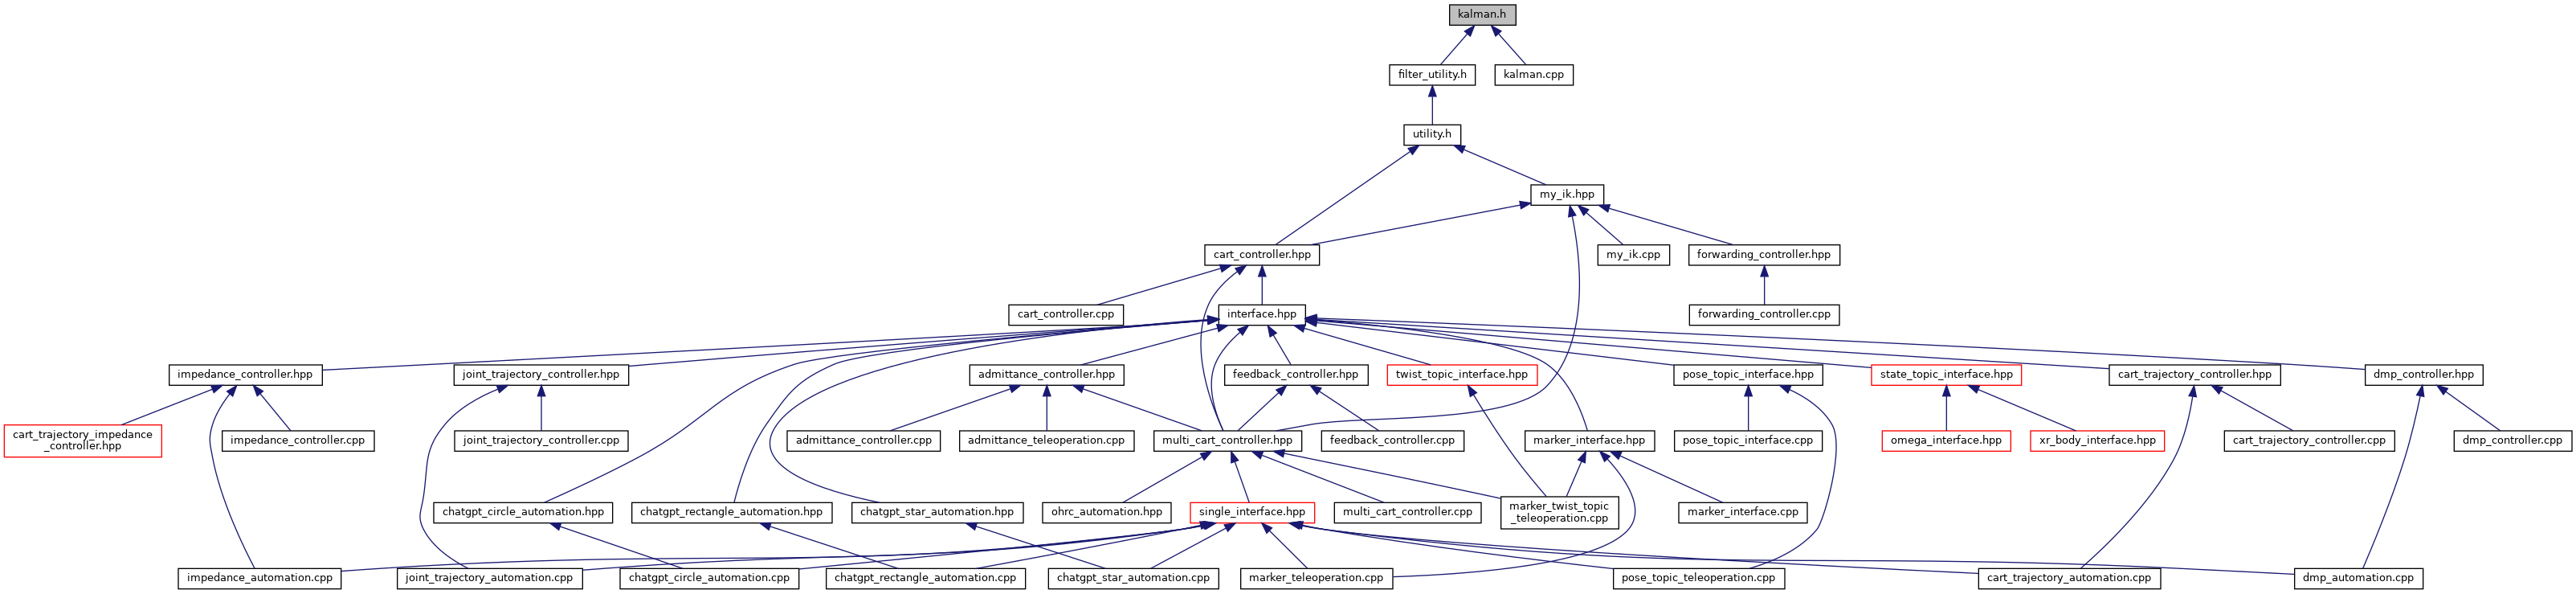 kalman.h
filter_utility.h
kalman.cpp
utility.h
my_ik.hpp
cart_controller.hpp
my_ik.cpp
forwarding_controller.hpp
cart_controller.cpp
interface.hpp
forwarding_controller.cpp
impedance_controller.hpp
joint_trajectory_controller.hpp
admittance_controller.hpp
feedback_controller.hpp
twist_topic_interface.hpp
pose_topic_interface.hpp
state_topic_interface.hpp
cart_trajectory_controller.hpp
dmp_controller.hpp
cart_trajectory_impedance
_controller.hpp
impedance_controller.cpp
joint_trajectory_controller.cpp
admittance_controller.cpp
admittance_teleoperation.cpp
multi_cart_controller.hpp
feedback_controller.cpp
marker_interface.hpp
pose_topic_interface.cpp
omega_interface.hpp
xr_body_interface.hpp
cart_trajectory_controller.cpp
dmp_controller.cpp
chatgpt_circle_automation.hpp
chatgpt_rectangle_automation.hpp
chatgpt_star_automation.hpp
ohrc_automation.hpp
single_interface.hpp
multi_cart_controller.cpp
marker_twist_topic
_teleoperation.cpp
marker_interface.cpp
impedance_automation.cpp
joint_trajectory_automation.cpp
chatgpt_circle_automation.cpp
chatgpt_rectangle_automation.cpp
chatgpt_star_automation.cpp
marker_teleoperation.cpp
pose_topic_teleoperation.cpp
cart_trajectory_automation.cpp
dmp_automation.cpp